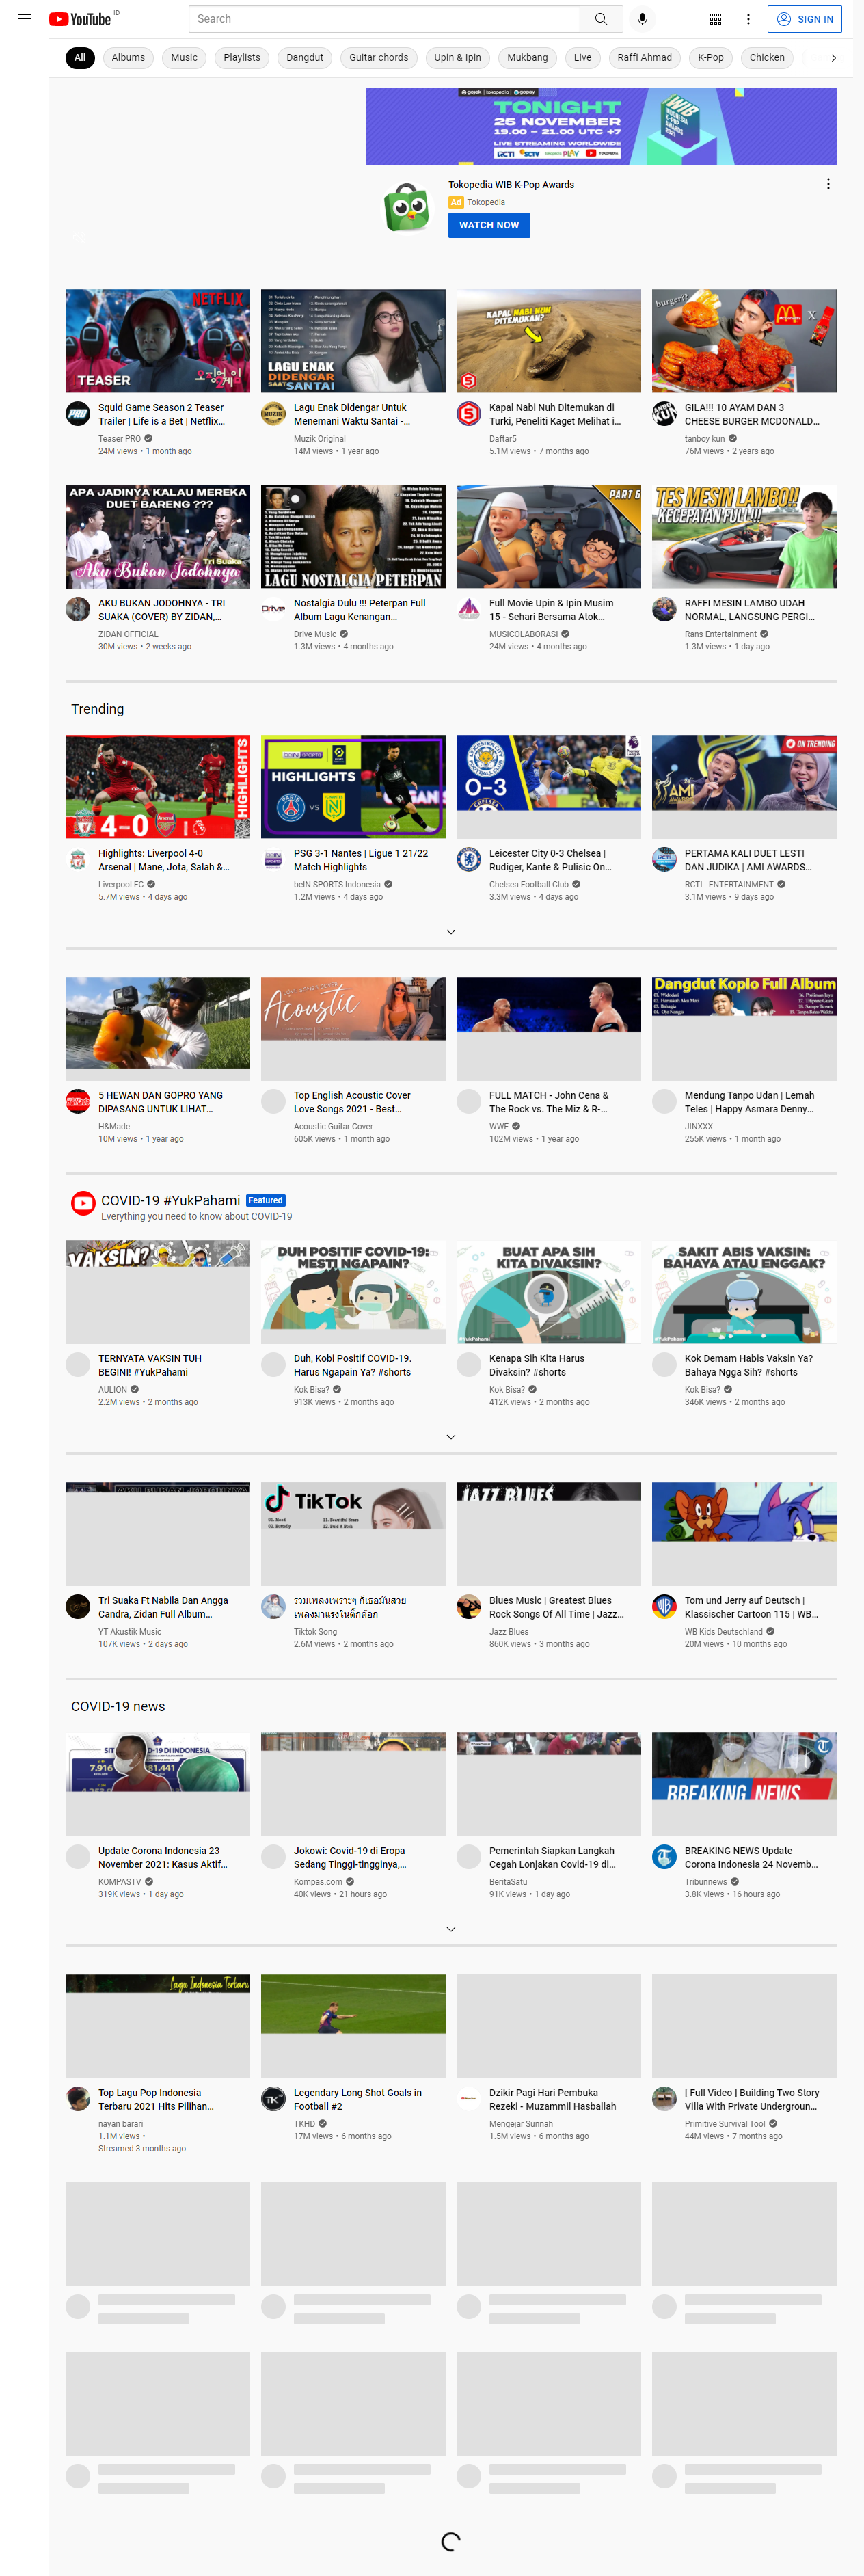 YouTube ID
Search
SIGN IN
All
Albums
Music
Playlists
Dangdut
Guitar chords
Upin & Ipin
Mukbang
Live
Raffi Ahmad
K-Pop
Chicken
gojek | tokopedia | gopay
TONIGHT
25 NOVEMBER
19.00 - 21.00 UTC +7
LIVE STREAMING WORLDWIDE
WIB
Tokopedia WIB K-Pop Awards
Ad Tokopedia
WATCH NOW
NETFLIX
TEASER
LAGU ENAK
DIDENGAR
SAAT SANTAI
KAPAL NABI NUH
DITEMUKAN?
burger??
X
Squid Game Season 2 Teaser
Trailer | Life is a Bet | Netflix...
Teaser PRO
24M views • 1 month ago
Lagu Enak Didengar Untuk
Menemani Waktu Santai -...
Muzik Original
14M views • 1 year ago
Kapal Nabi Nuh Ditemukan di
Turki, Peneliti Kaget Melihat i...
Daftar5
5.1M views • 7 months ago
GILA!!! 10 AYAM DAN 3
CHEESE BURGER MCDONALD...
tanboy kun
76M views • 2 years ago
APA JADINYA KALAU MEREKA
DUET BARENG ???
Tri Suaka
Aku Bukan Jodohnya
LAGU NOSTALGIA PETERPAN
PART 6
TES MESIN LAMBO!!
KECEPATAN FULL!!!
AKU BUKAN JODOHNYA - TRI
SUAKA (COVER) BY ZIDAN,...
ZIDAN OFFICIAL
30M views • 2 weeks ago
Nostalgia Dulu !!! Peterpan Full
Album Lagu Kenangan...
Drive Music
1.3M views • 4 months ago
Full Movie Upin & Ipin Musim
15 - Sehari Bersama Atok...
MUSICOLABORASI
24M views • 4 months ago
RAFFI MESIN LAMBO UDAH
NORMAL, LANGSUNG PERGI...
Rans Entertainment
1.3M views • 1 day ago
Trending
4-0
HIGHLIGHTS
beIN SPORTS
HIGHLIGHTS
PARIS
VS
LEICESTER CITY
0-3
CHELSEA
AMI
ON TRENDING
Highlights: Liverpool 4-0
Arsenal | Mane, Jota, Salah &...
Liverpool FC
5.7M views • 4 days ago
PSG 3-1 Nantes | Ligue 1 21/22
Match Highlights
beIN SPORTS Indonesia
1.2M views • 4 days ago
Leicester City 0-3 Chelsea |
Rudiger, Kante & Pulisic On...
Chelsea Football Club
3.3M views • 4 days ago
PERTAMA KALI DUET LESTI
DAN JUDIKA | AMI AWARDS...
RCTI - ENTERTAINMENT
3.1M views • 9 days ago
Acoustic
Dangdut Koplo Full Album
5 HEWAN DAN GOPRO YANG
DIPASANG UNTUK LIHAT...
H&Made
10M views • 1 year ago
Top English Acoustic Cover
Love Songs 2021 - Best...
Acoustic Guitar Cover
605K views • 1 month ago
FULL MATCH - John Cena &
The Rock vs. The Miz & R-...
WWE
102M views • 1 year ago
Mendung Tanpo Udan | Lemah
Teles | Happy Asmara Denny...
JINXXX
255K views • 1 month ago
COVID-19 #YukPahami Featured
Everything you need to know about COVID-19
VAKSIN?
DUH POSITIF COVID-19:
MESTI NGAPAIN?
BUAT APA SIH
KITA DIVAKSIN?
#YukPahami
SAKIT ABIS VAKSIN:
BAHAYA ATAU ENGGAK?
#YukPahami
TERNYATA VAKSIN TUH
BEGINI! #YukPahami
AULION
2.2M views • 2 months ago
Duh, Kobi Positif COVID-19.
Harus Ngapain Ya? #shorts
Kok Bisa?
913K views • 2 months ago
Kenapa Sih Kita Harus
Divaksin? #shorts
Kok Bisa?
412K views • 2 months ago
Kok Demam Habis Vaksin Ya?
Bahaya Ngga Sih? #shorts
Kok Bisa?
346K views • 2 months ago
TikTok
JAZZ BLUES
Tri Suaka Ft Nabila Dan Angga
Candra, Zidan Full Album...
YT Akustik Music
107K views • 2 days ago
รวมเพลงเพราะๆ ก็เธอมันสวย
เพลงมาแรงในติ๊กต๊อก
Tiktok Song
2.6M views • 2 months ago
Blues Music | Greatest Blues
Rock Songs Of All Time | Jazz...
Jazz Blues
860K views • 3 months ago
Tom und Jerry auf Deutsch |
Klassischer Cartoon 115 | WB...
WB Kids Deutschland
20M views • 10 months ago
COVID-19 news
7.916
BREAKING NEWS
Update Corona Indonesia 23
November 2021: Kasus Aktif...
KOMPASTV
319K views • 1 day ago
Jokowi: Covid-19 di Eropa
Sedang Tinggi-tingginya,...
Kompas.com
40K views • 21 hours ago
Pemerintah Siapkan Langkah
Cegah Lonjakan Covid-19 di...
BeritaSatu
91K views • 1 day ago
BREAKING NEWS Update
Corona Indonesia 24 Novemb...
Tribunnews
3.8K views • 16 hours ago
Lagu Indonesia Terbaru
Top Lagu Pop Indonesia
Terbaru 2021 Hits Pilihan...
nayan barari
1.1M views •
Streamed 3 months ago
Legendary Long Shot Goals in
Football #2
TKHD
17M views • 6 months ago
Dzikir Pagi Hari Pembuka
Rezeki - Muzammil Hasballah
Mengejar Sunnah
1.5M views • 6 months ago
[ Full Video ] Building Two Story
Villa With Private Undergroun...
Primitive Survival Tool
44M views • 7 months ago